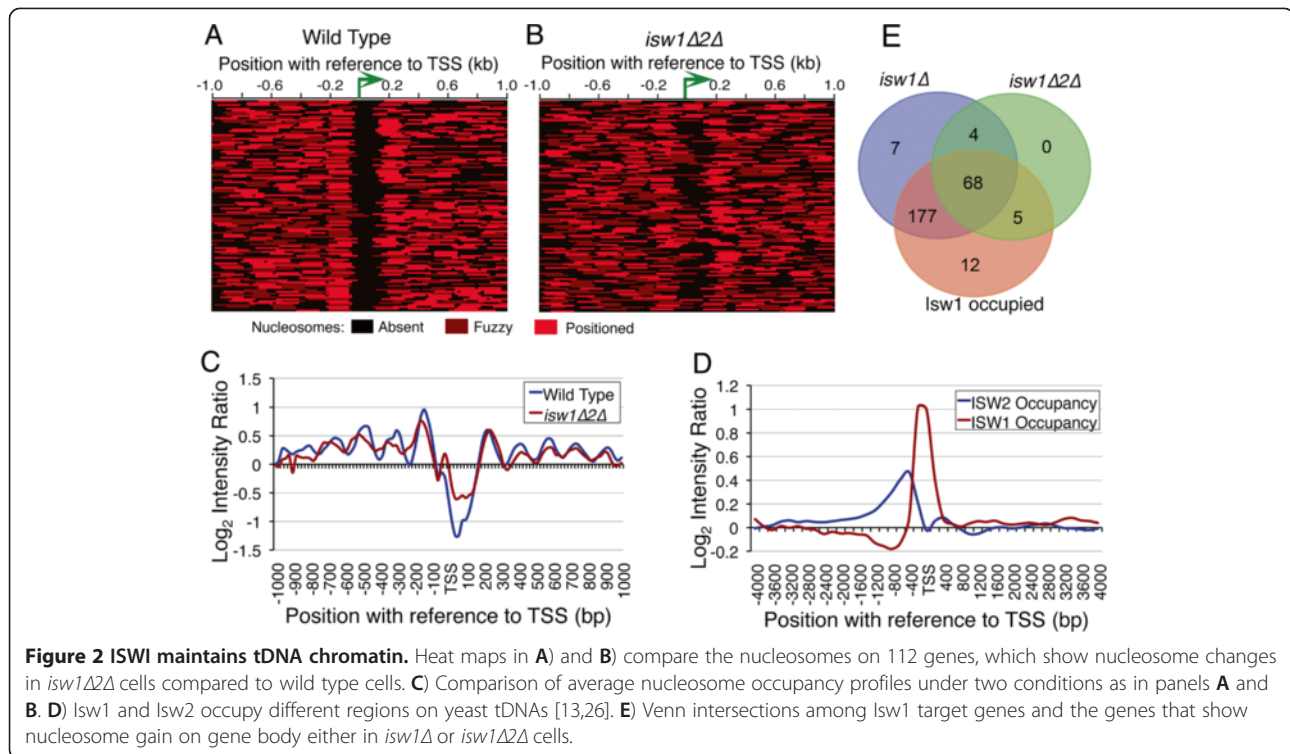 A
Wild Type
Position with reference to TSS (kb)
-1.0 -0.6 -0.2 0.2 0.6 1.0
B
isw1Δ2Δ
Position with reference to TSS (kb)
-1.0 -0.6 -0.2 0.2 0.6 1.0
Nucleosomes: Absent Fuzzy Positioned
E
isw1Δ isw1Δ2Δ
7 4 0
68
177 5
12
Isw1 occupied
C
Log2 Intensity Ratio
1.5
1
0.5
0
-0.5
-1
-1.5
Wild Type
isw1Δ2Δ
-1000 -900 -800 -700 -600 -500 -400 -300 -200 -100 TSS 100 200 300 400 500 600 700 800 900 1000
Position with reference to TSS (bp)
D
Log2 Intensity Ratio
1.2
1
0.8
0.6
0.4
0.2
0
-0.2
ISW2 Occupancy
ISW1 Occupancy
-4000 -3600 -3200 -2800 -2400 -2000 -1600 -1200 -800 -400 TSS 400 800 1200 1600 2000 2400 2800 3200 3600 4000
Position with reference to TSS (bp)
Figure 2 ISWI maintains tDNA chromatin. Heat maps in A) and B) compare the nucleosomes on 112 genes, which show nucleosome changes
in isw1Δ2Δ cells compared to wild type cells. C) Comparison of average nucleosome occupancy profiles under two conditions as in panels A and
B. D) Isw1 and Isw2 occupy different regions on yeast tDNAs [13,26]. E) Venn intersections among Isw1 target genes and the genes that show
nucleosome gain on gene body either in isw1Δ or isw1Δ2Δ cells.